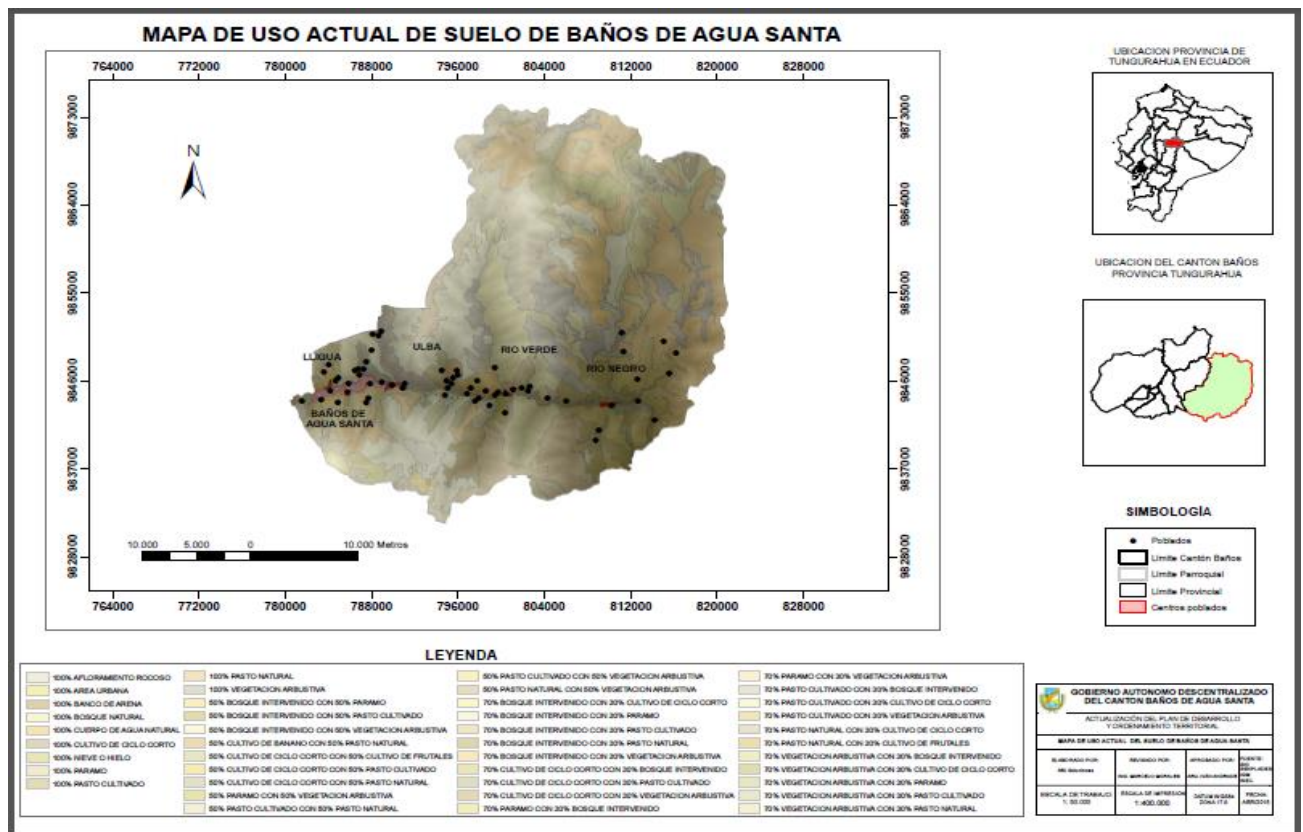 MAPA DE USO ACTUAL DE SUELO DE BAÑOS DE AGUA SANTA
764000 772000 780000 788000 796000 804000 812000 820000 828000
9873000 9873000
9864000 9864000
9855000 9855000
9846000 9846000
9837000 9837000
9828000 9828000
N
LLIGUA
ULBA
RIO VERDE
RIO NEGRO
BAÑOS DE
AGUA SANTA
10.000 5.000 0 10.000 Metros
764000 772000 780000 788000 796000 804000 812000 820000 828000
UBICACION PROVINCIA DE
TUNGURAHUA EN ECUADOR
UBICACION DEL CANTON BAÑOS
PROVINCIA TUNGURAHUA
SIMBOLOGÍA
Poblados
Limite Cantón Baños
Limite Parroquial
Limite Provincial
Centros poblados
LEYENDA
100% AFLORAMIENTO ROCOSO
100% AREA URBANA
100% BANCO DE ARENA
100% BOSQUE NATURAL
100% CUERPO DE AGUA NATURAL
100% CULTIVO DE CICLO CORTO
100% NIEVE O HIELO
100% PARAMO
100% PASTO CULTIVADO
100% PASTO NATURAL
100% VEGETACION ARBUSTIVA
50% BOSQUE INTERVENIDO CON 50% PARAMO
50% BOSQUE INTERVENIDO CON 50% PASTO CULTIVADO
50% BOSQUE INTERVENIDO CON 50% VEGETACION ARBUSTIVA
50% CULTIVO DE BANANO CON 50% PASTO NATURAL
50% CULTIVO DE CICLO CORTO CON 50% CULTIVO DE FRUTALES
50% CULTIVO DE CICLO CORTO CON 50% PASTO CULTIVADO
50% CULTIVO DE CICLO CORTO CON 50% PASTO NATURAL
50% PARAMO CON 50% VEGETACION ARBUSTIVA
50% PASTO CULTIVADO CON 50% PASTO NATURAL
50% PASTO CULTIVADO CON 50% VEGETACION ARBUSTIVA
50% PASTO NATURAL CON 50% VEGETACION ARBUSTIVA
70% BOSQUE INTERVENIDO CON 30% CULTIVO DE CICLO CORTO
70% BOSQUE INTERVENIDO CON 30% PARAMO
70% BOSQUE INTERVENIDO CON 30% PASTO CULTIVADO
70% BOSQUE INTERVENIDO CON 30% PASTO NATURAL
70% BOSQUE INTERVENIDO CON 30% VEGETACION ARBUSTIVA
70% CULTIVO DE CICLO CORTO CON 30% BOSQUE INTERVENIDO
70% CULTIVO DE CICLO CORTO CON 30% PASTO CULTIVADO
70% CULTIVO DE CICLO CORTO CON 30% VEGETACION ARBUSTIVA
70% PARAMO CON 30% BOSQUE INTERVENIDO
70% PARAMO CON 30% VEGETACION ARBUSTIVA
70% PASTO CULTIVADO CON 30% BOSQUE INTERVENIDO
70% PASTO CULTIVADO CON 30% CULTIVO DE CICLO CORTO
70% PASTO CULTIVADO CON 30% VEGETACION ARBUSTIVA
70% PASTO NATURAL CON 30% CULTIVO DE CICLO CORTO
70% PASTO NATURAL CON 30% CULTIVO DE FRUTALES
70% VEGETACION ARBUSTIVA CON 30% BOSQUE INTERVENIDO
70% VEGETACION ARBUSTIVA CON 30% CULTIVO DE CICLO CORTO
70% VEGETACION ARBUSTIVA CON 30% PARAMO
70% VEGETACION ARBUSTIVA CON 30% PASTO CULTIVADO
70% VEGETACION ARBUSTIVA CON 30% PASTO NATURAL
GOBIERNO AUTONOMO DESCENTRALIZADO
DEL CANTON BAÑOS DE AGUA SANTA
ACTUALIZACIÓN DEL PLAN DE DESARROLLO
Y ORDENAMIENTO TERRITORIAL
MAPA DE USO ACTUAL DEL SUELO DE BAÑOS DE AGUA SANTA
ELABORADO POR:
REVISADO POR:
APROBADO POR:
FUENTE:
ESCALA DE TRABAJO:
1: 50.000
ESCALA DE IMPRESION
1:400.000
FECHA